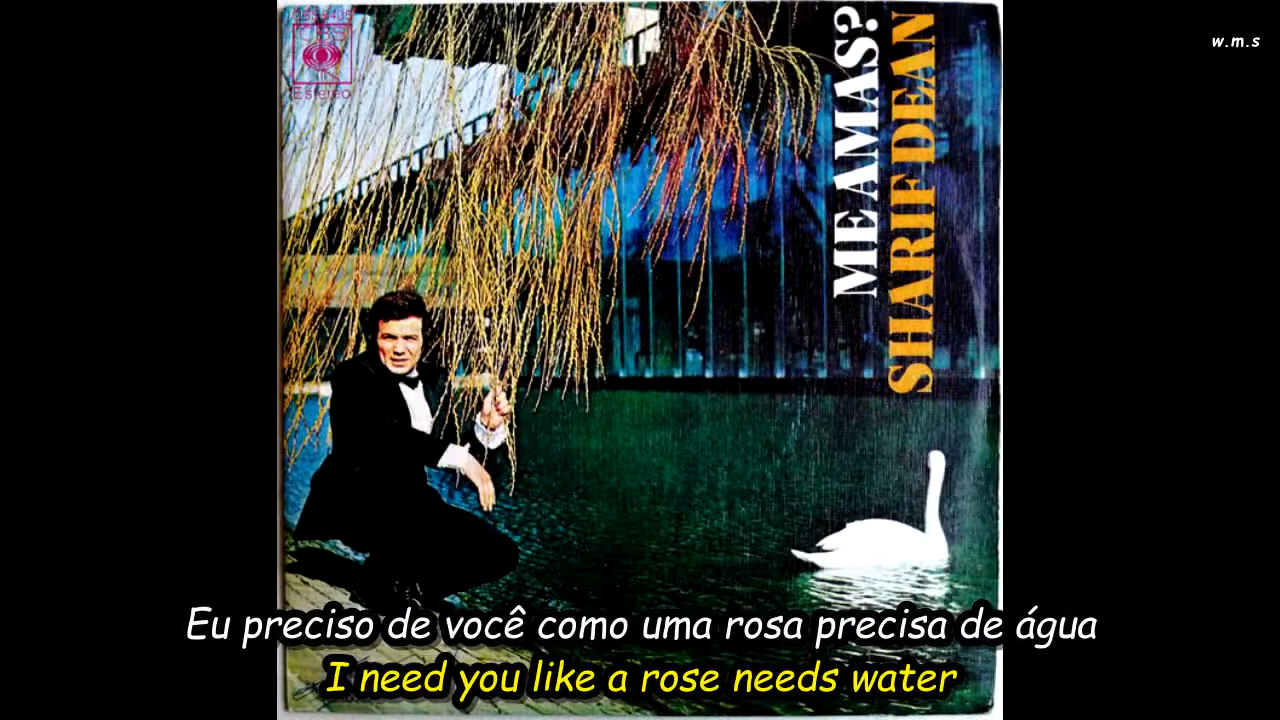 CBS
Estereo
ME AMAS?
SHARIF DEAN
w.m.s
Eu preciso de você como uma rosa precisa de água
I need you like a rose needs water